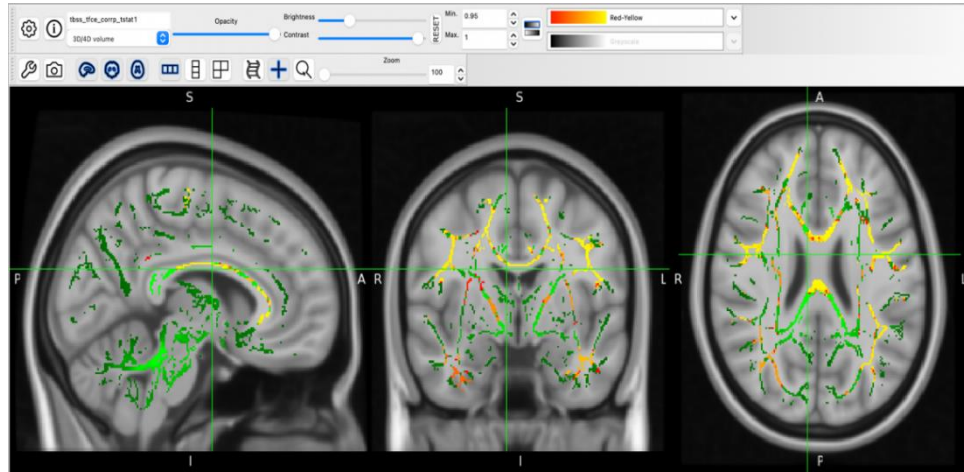 tbss_tfce_corrp_tstat1
3D/4D volume
Opacity
Brightness
Contrast
RESET
Min. 0.95
Max. 1
Red-Yellow
Greyscale
Zoom
100
S
S
A
P
A
R
L
R
L
I
I
P